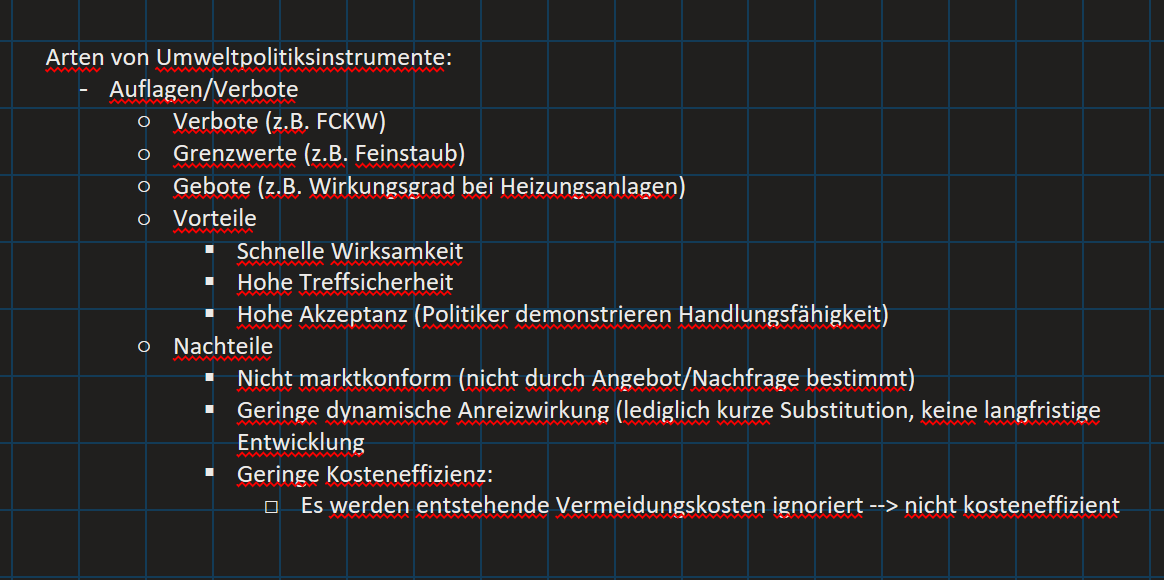 Arten von Umweltpolitiksinstrumente:
- Auflagen/Verbote
o Verbote (z.B. FCKW)
o Grenzwerte (z.B. Feinstaub)
o Gebote (z.B. Wirkungsgrad bei Heizungsanlagen)
o Vorteile
▪ Schnelle Wirksamkeit
▪ Hohe Treffsicherheit
▪ Hohe Akzeptanz (Politiker demonstrieren Handlungsfähigkeit)
o Nachteile
▪ Nicht marktkonform (nicht durch Angebot/Nachfrage bestimmt)
▪ Geringe dynamische Anreizwirkung (lediglich kurze Substitution, keine langfristige
Entwicklung
▪ Geringe Kosteneffizienz:
□ Es werden entstehende Vermeidungskosten ignoriert --> nicht kosteneffizient